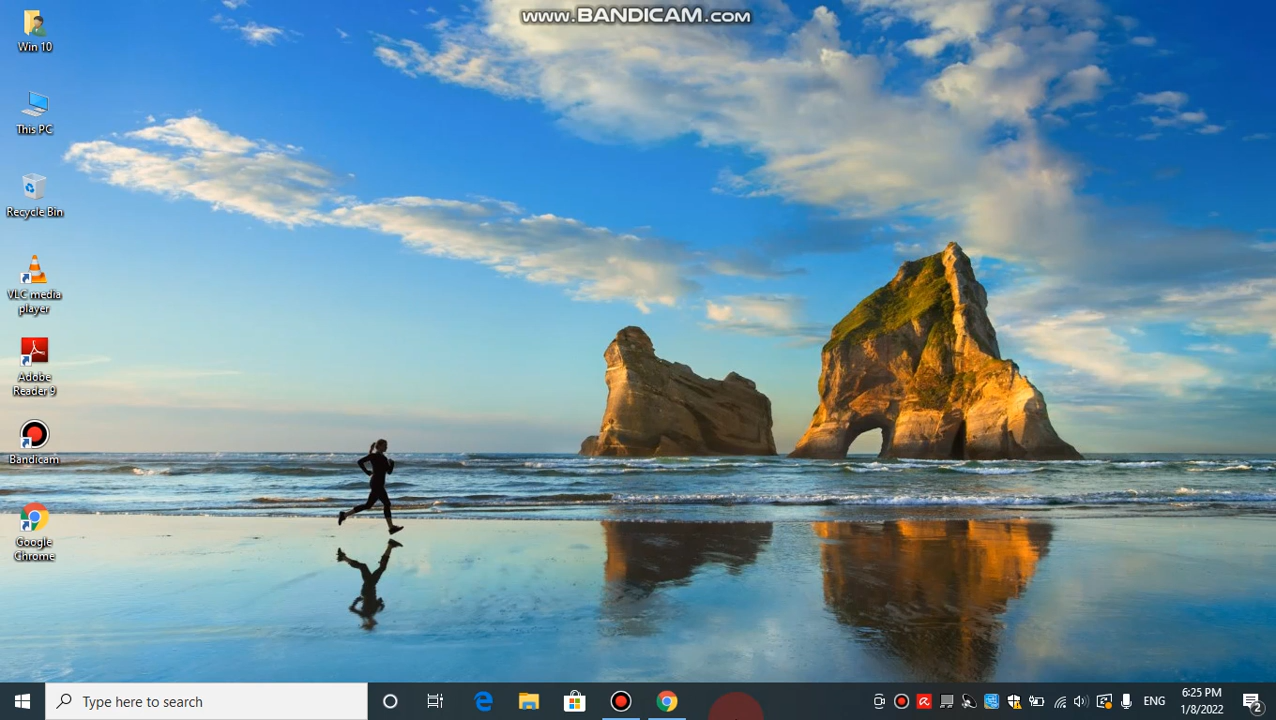 www.BANDICAM.com
Win 10
This PC
Recycle Bin
VLC media
player
Adobe
Reader 9
Bandicam
Google
Chrome
Type here to search
ENG
6:25 PM
1/8/2022
2